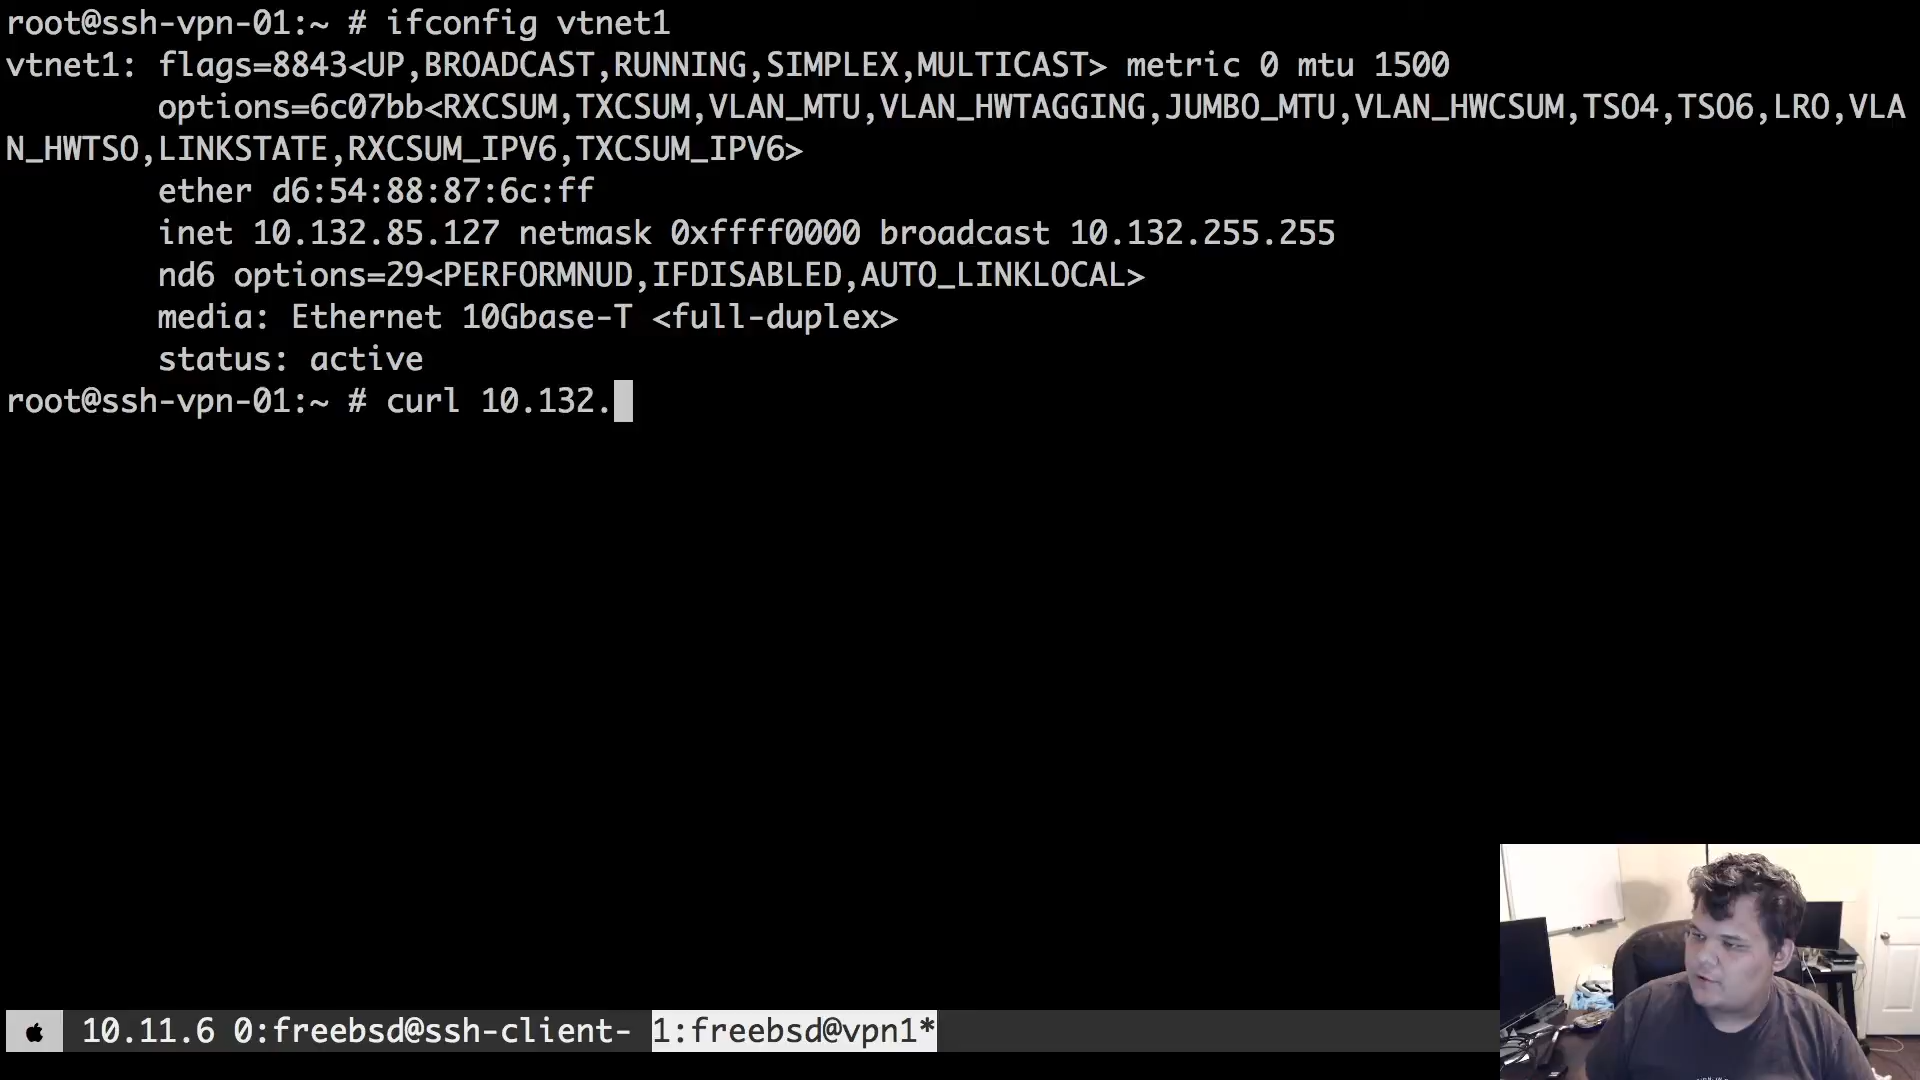 root@ssh-vpn-01:~ # ifconfig vtnet1
vtnet1: flags=8843<UP,BROADCAST,RUNNING,SIMPLEX,MULTICAST> metric 0 mtu 1500
options=6c07bb<RXCSUM,TXCSUM,VLAN_MTU,VLAN_HWTAGGING,JUMBO_MTU,VLAN_HWCSUM,TSO4,TSO6,LRO,VLA
N_HWTSO,LINKSTATE,RXCSUM_IPV6,TXCSUM_IPV6>
ether d6:54:88:87:6c:ff
inet 10.132.85.127 netmask 0xffff0000 broadcast 10.132.255.255
nd6 options=29<PERFORMNUD,IFDISABLED,AUTO_LINKLOCAL>
media: Ethernet 10Gbase-T <full-duplex>
status: active
root@ssh-vpn-01:~ # curl 10.132.
10.11.6 0:freebsd@ssh-client- 1:freebsd@vpn1*